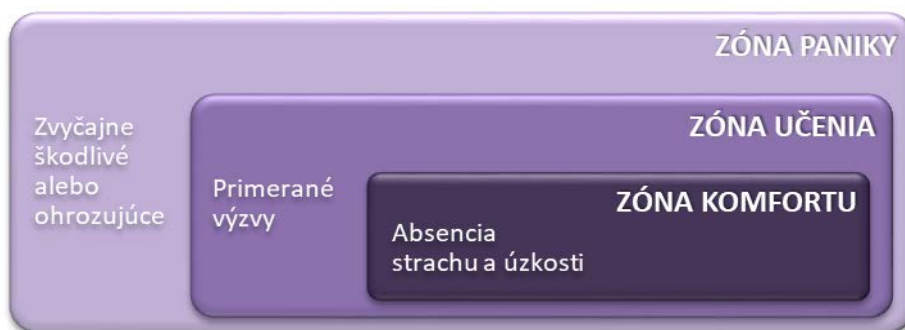 ZÓNA PANIKY
Zvyčajne
škodlivé
alebo
ohrozujúce
ZÓNA UČENIA
Primerané
výzvy
ZÓNA KOMFORTU
Absencia
strachu a úzkosti